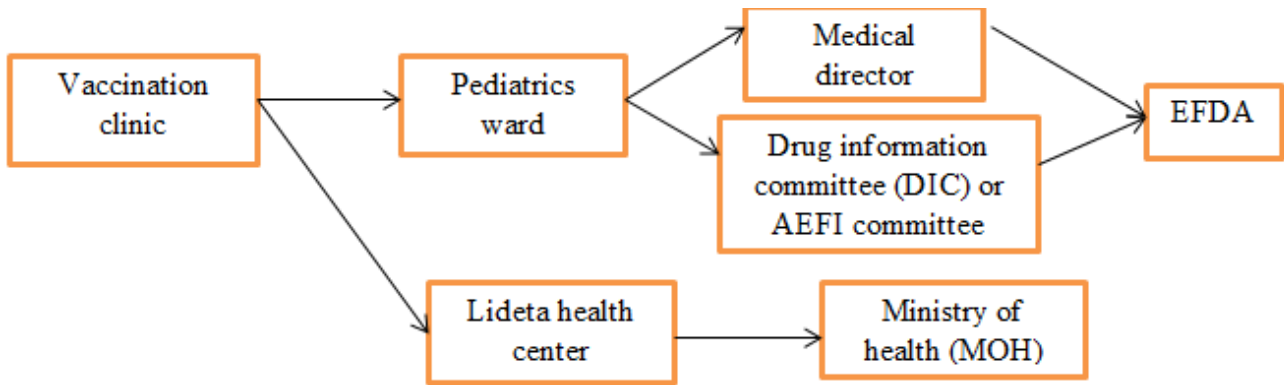 Vaccination
clinic
Pediatrics
ward
Medical
director
Drug information
committee (DIC) or
AEFI committee
EFDA
Lideta health
center
Ministry of
health (MOH)